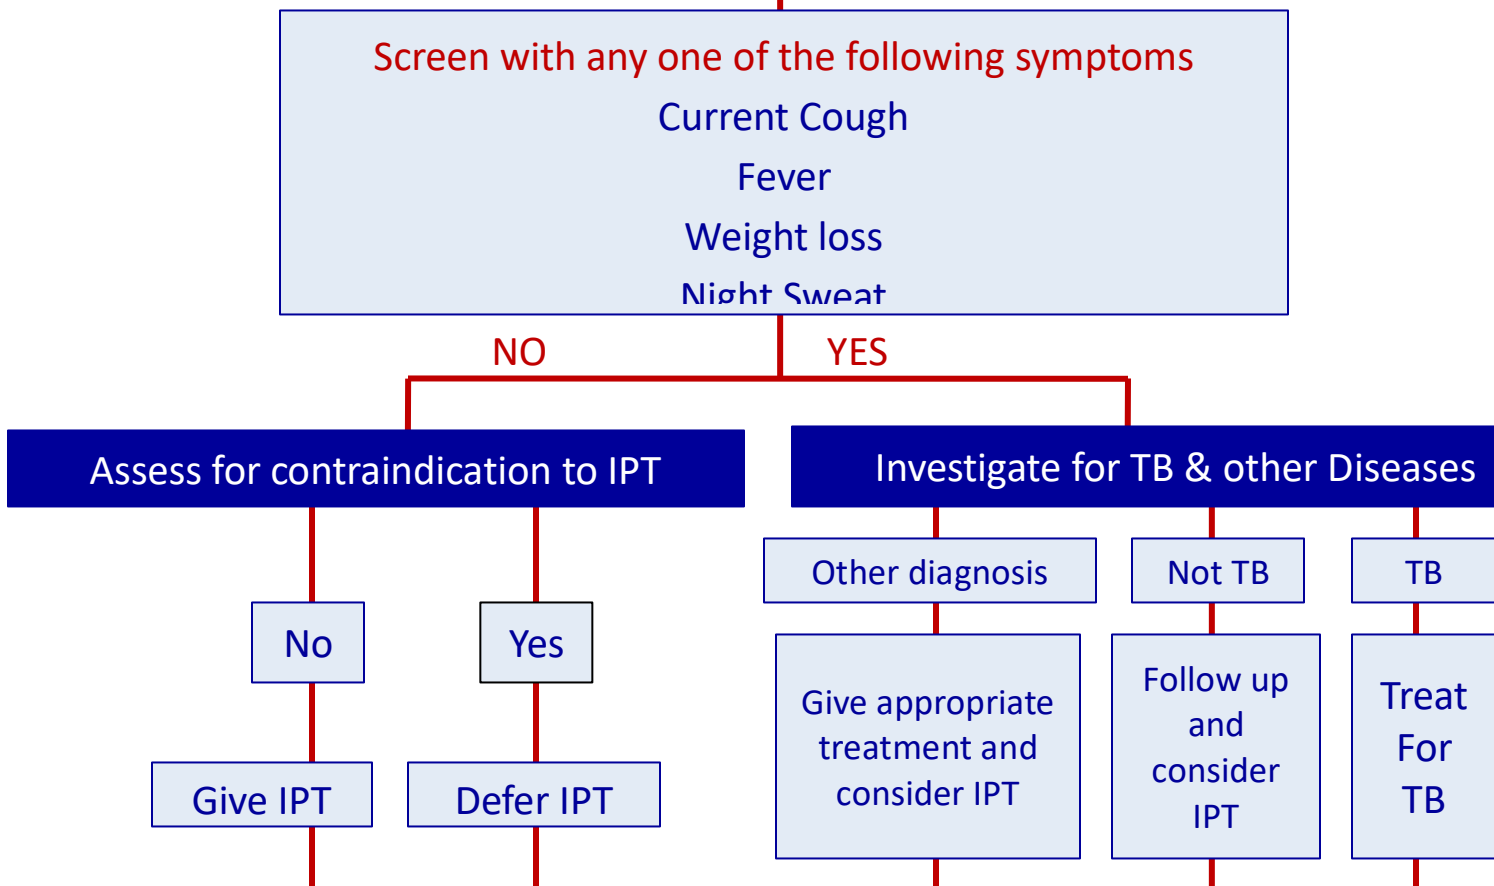 Screen with any one of the following symptoms
Current Cough
Fever
Weight loss
Night Sweat
NO
YES
Assess for contraindication to IPT
Investigate for TB & other Diseases
Other diagnosis
Not TB
TB
No
Yes
Give appropriate
treatment and
consider IPT
Follow up
and
consider
IPT
Treat
For
TB
Give IPT
Defer IPT